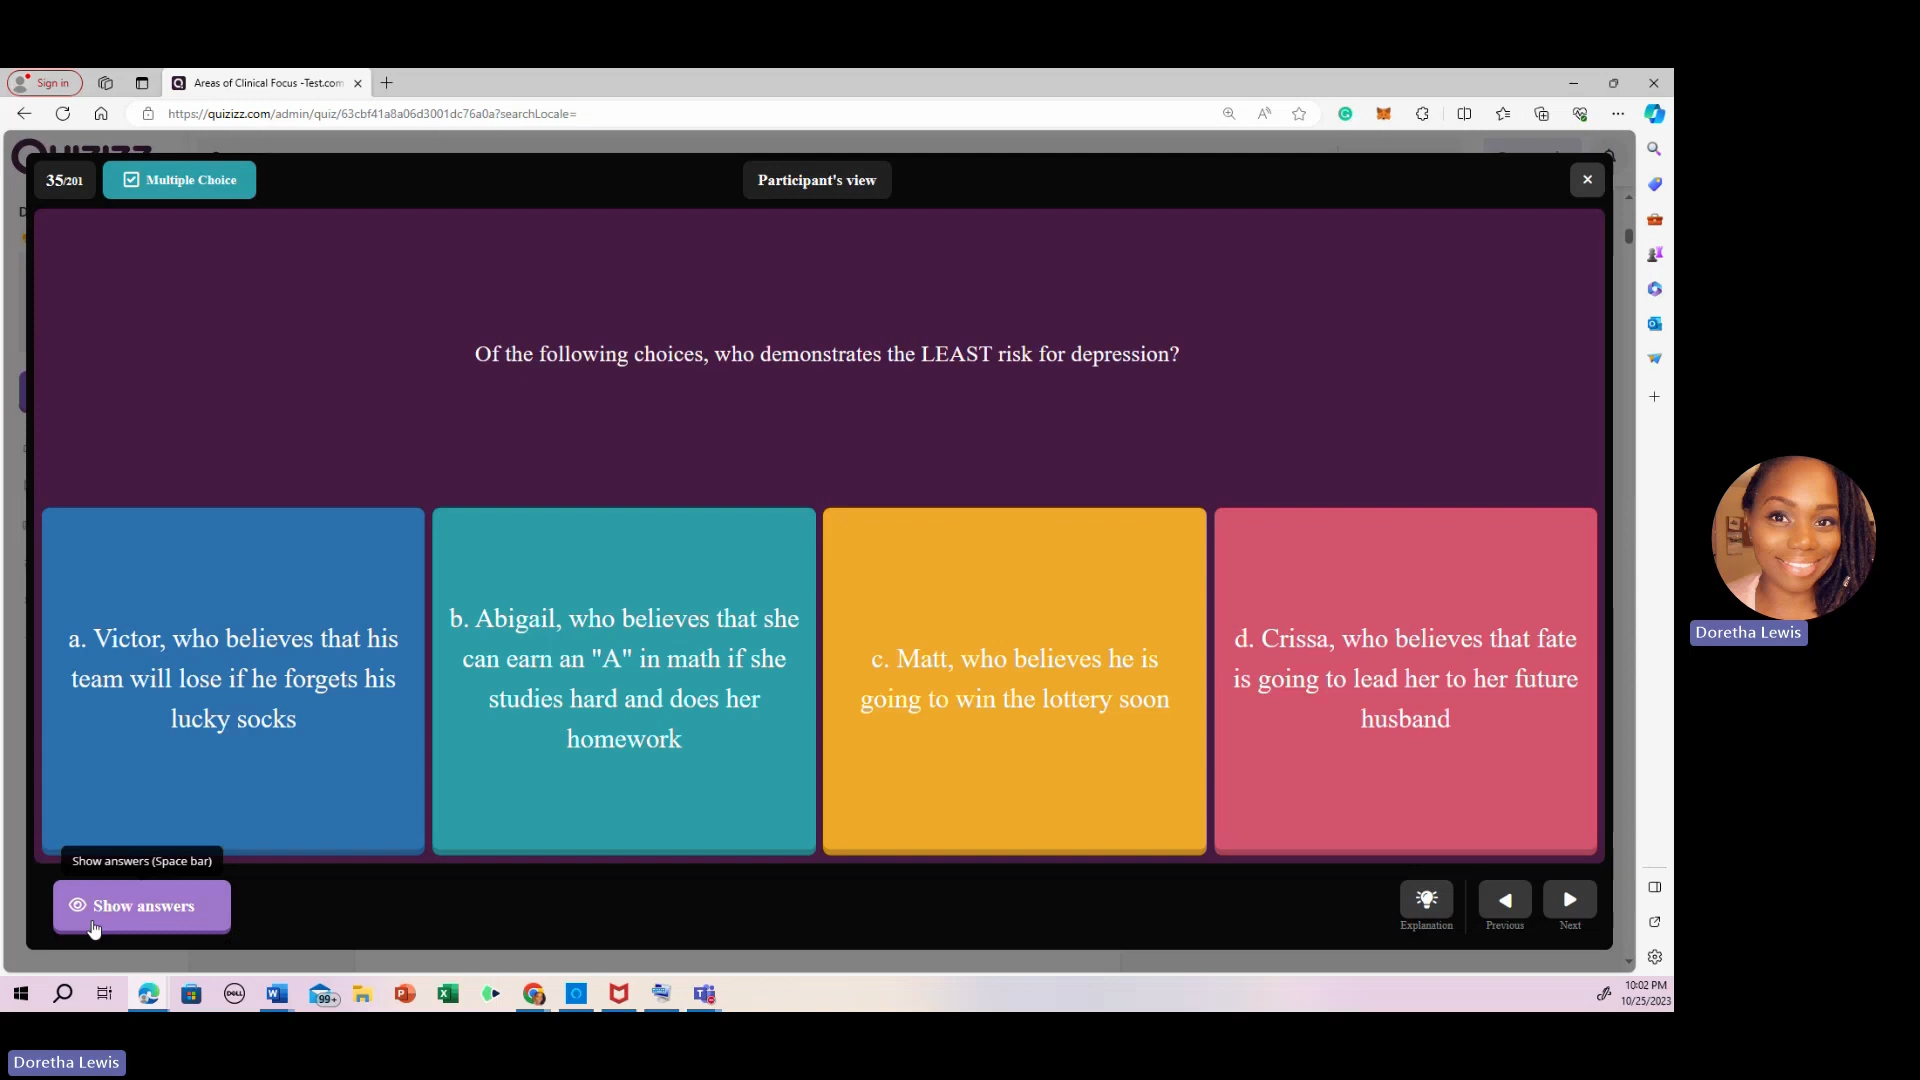 Sign in
Areas of Clinical Focus -Test.com
https://quizizz.com/admin/quiz/63cbf41a8a06d3001dc76a0a?searchLocale=
35/201
Multiple Choice
Participant's view
Of the following choices, who demonstrates the LEAST risk for depression?
a. Victor, who believes that his
team will lose if he forgets his
lucky socks
b. Abigail, who believes that she
can earn an "A" in math if she
studies hard and does her
homework
c. Matt, who believes he is
going to win the lottery soon
d. Crissa, who believes that fate
is going to lead her to her future
husband
Show answers (Space bar)
Show answers
Explanation
Previous
Next
DELL
99+
10:02 PM
10/25/2023
Doretha Lewis
Doretha Lewis